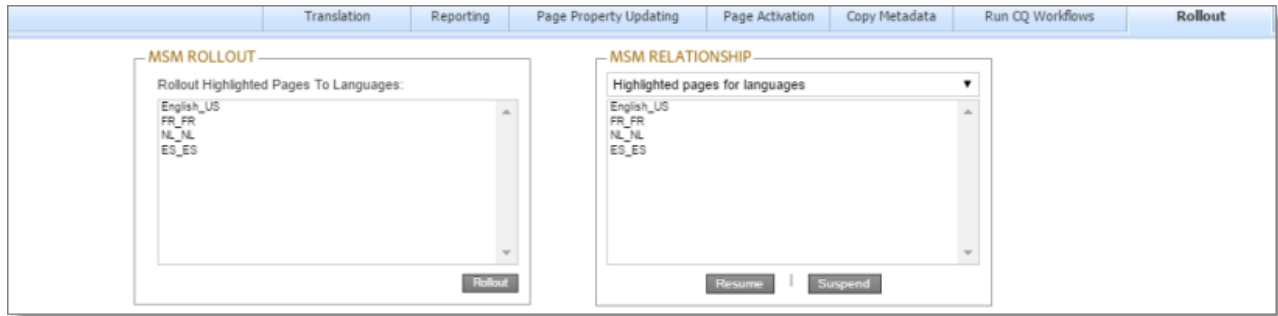 Translation Reporting Page Property Updating Page Activation Copy Metadata Run CQ Workflows Rollout
MSM ROLLOUT
Rollout Highlighted Pages To Languages:
English_US
FR_FR
NL_NL
ES_ES
Rollout
MSM RELATIONSHIP
Highlighted pages for languages
English_US
FR_FR
NL_NL
ES_ES
Resume | Suspend